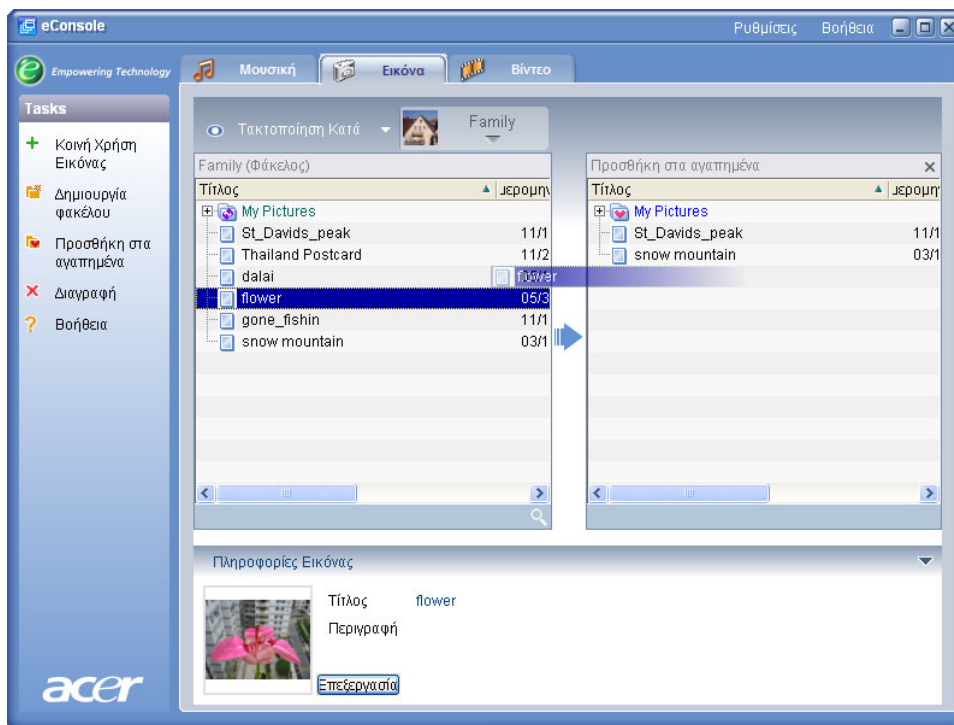 eConsole
Ρυθμίσεις Βοήθεια
Empowering Technology
Μουσική Εικόνα Βίντεο
Tasks
Κοινή Χρήση
Εικόνας
Δημιουργία
φακέλου
Προσθήκη στα
αγαπημένα
Διαγραφή
Βοήθεια
Τακτοποίηση Κατά
Family
Family (Φάκελος)
Τίτλος
My Pictures
St_Davids_peak 11/1
Thailand Postcard 11/2
dalai
flower
flower 05/3
gone_fishin 11/1
snow mountain 03/1
Προσθήκη στα αγαπημένα
Τίτλος
My Pictures
St_Davids_peak 11/1
snow mountain 03/1
Πληροφορίες Εικόνας
Τίτλος flower
Περιγραφή
Επεξεργασία
acer